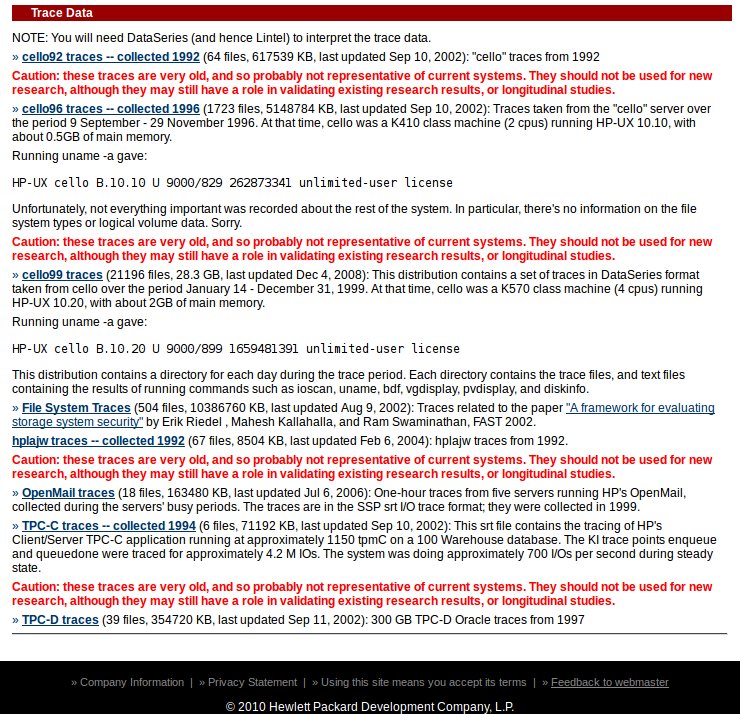 Trace Data
NOTE: You will need DataSeries (and hence Lintel) to interpret the trace data.
» cello92 traces -- collected 1992 (64 files, 617539 KB, last updated Sep 10, 2002): "cello" traces from 1992
Caution: these traces are very old, and so probably not representative of current systems. They should not be used for new
research, although they may still have a role in validating existing research results, or longitudinal studies.
» cello96 traces -- collected 1996 (1723 files, 5148784 KB, last updated Sep 10, 2002): Traces taken from the "cello" server over
the period 9 September - 29 November 1996. At that time, cello was a K410 class machine (2 cpus) running HP-UX 10.10, with
about 0.5GB of main memory.
Running uname -a gave:
HP-UX cello B.10.10 U 9000/829 262873341 unlimited-user license
Unfortunately, not everything important was recorded about the rest of the system. In particular, there's no information on the file
system types or logical volume data. Sorry.
Caution: these traces are very old, and so probably not representative of current systems. They should not be used for new
research, although they may still have a role in validating existing research results, or longitudinal studies.
» cello99 traces (21196 files, 28.3 GB, last updated Dec 4, 2008): This distribution contains a set of traces in DataSeries format
taken from cello over the period January 14 - December 31, 1999. At that time, cello was a K570 class machine (4 cpus) running
HP-UX 10.20, with about 2GB of main memory.
Running uname -a gave:
HP-UX cello B.10.20 U 9000/899 1659481391 unlimited-user license
This distribution contains a directory for each day during the trace period. Each directory contains the trace files, and text files
containing the results of running commands such as ioscan, uname, bdf, vgdisplay, pvdisplay, and diskinfo.
» File System Traces (504 files, 10386760 KB, last updated Aug 9, 2002): Traces related to the paper "A framework for evaluating
storage system security" by Erik Riedel , Mahesh Kallahalla, and Ram Swaminathan, FAST 2002.
hplajw traces -- collected 1992 (67 files, 8504 KB, last updated Feb 6, 2004): hplajw traces from 1992.
Caution: these traces are very old, and so probably not representative of current systems. They should not be used for new
research, although they may still have a role in validating existing research results, or longitudinal studies.
» OpenMail traces (18 files, 163480 KB, last updated Jul 6, 2006): One-hour traces from five servers running HP's OpenMail,
collected during the servers' busy periods. The traces are in the SSP srt I/O trace format; they were collected in 1999.
» TPC-C traces -- collected 1994 (6 files, 71192 KB, last updated Sep 10, 2002): This srt file contains the tracing of HP's
Client/Server TPC-C application running at approximately 1150 tpmC on a 100 Warehouse database. The KI trace points enqueue
and queuedone were traced for approximately 4.2 M IOs. The system was doing approximately 700 I/Os per second during steady
state.
Caution: these traces are very old, and so probably not representative of current systems. They should not be used for new
research, although they may still have a role in validating existing research results, or longitudinal studies.
» TPC-D traces (39 files, 354720 KB, last updated Sep 11, 2002): 300 GB TPC-D Oracle traces from 1997
» Company Information | » Privacy Statement | » Using this site means you accept its terms | » Feedback to webmaster
© 2010 Hewlett Packard Development Company, L.P.